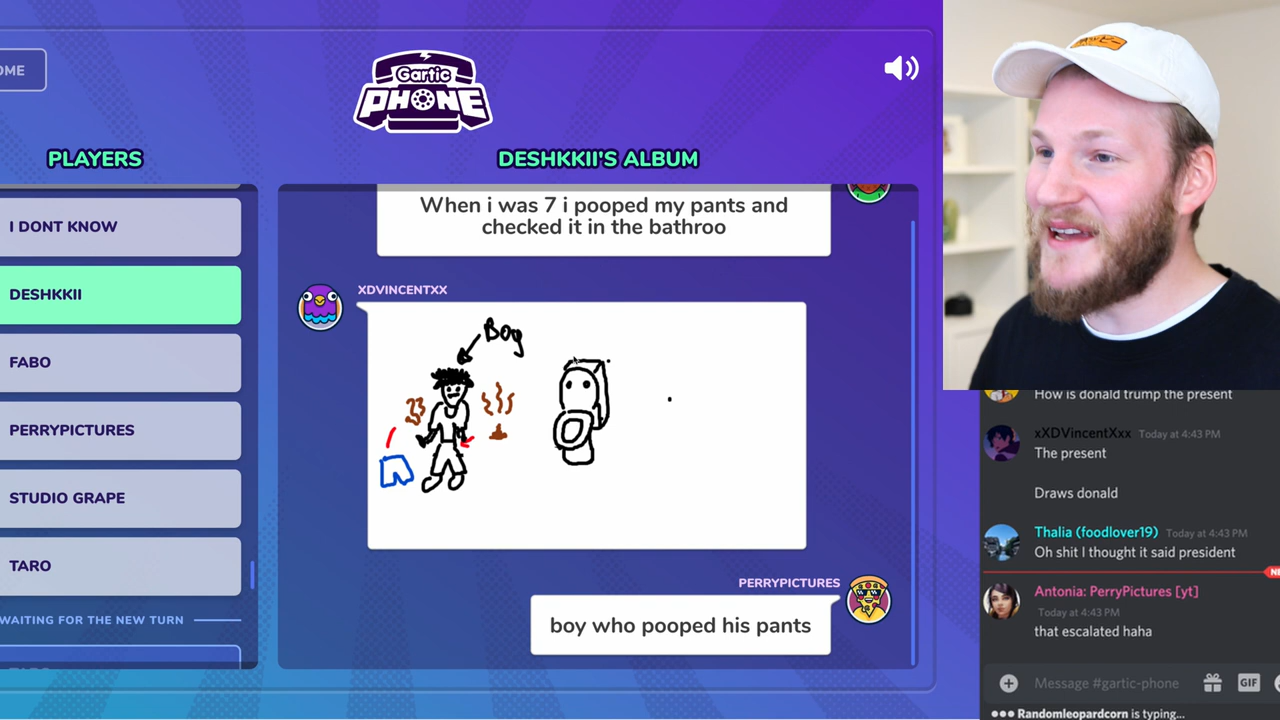 OME
Gartic
PHONE
PLAYERS
I DONT KNOW
DESHKKII
FABO
PERRYPICTURES
STUDIO GRAPE
TARO
WAITING FOR THE NEW TURN
DESHKKII'S ALBUM
When i was 7 i pooped my pants and
checked it in the bathroo
XDVINCENTXX
Boy
PERRYPICTURES
boy who pooped his pants
How is donald trump the present
xXDVincentXxx Today at 4:43 PM
The present
Draws donald
Thalia (foodlover19) Today at 4:43 PM
Oh shit I thought it said president
Antonia: PerryPictures [yt]
Today at 4:43 PM
that escalated haha
Message #gartic-phone
GIF
Randomleopardcorn is typing...